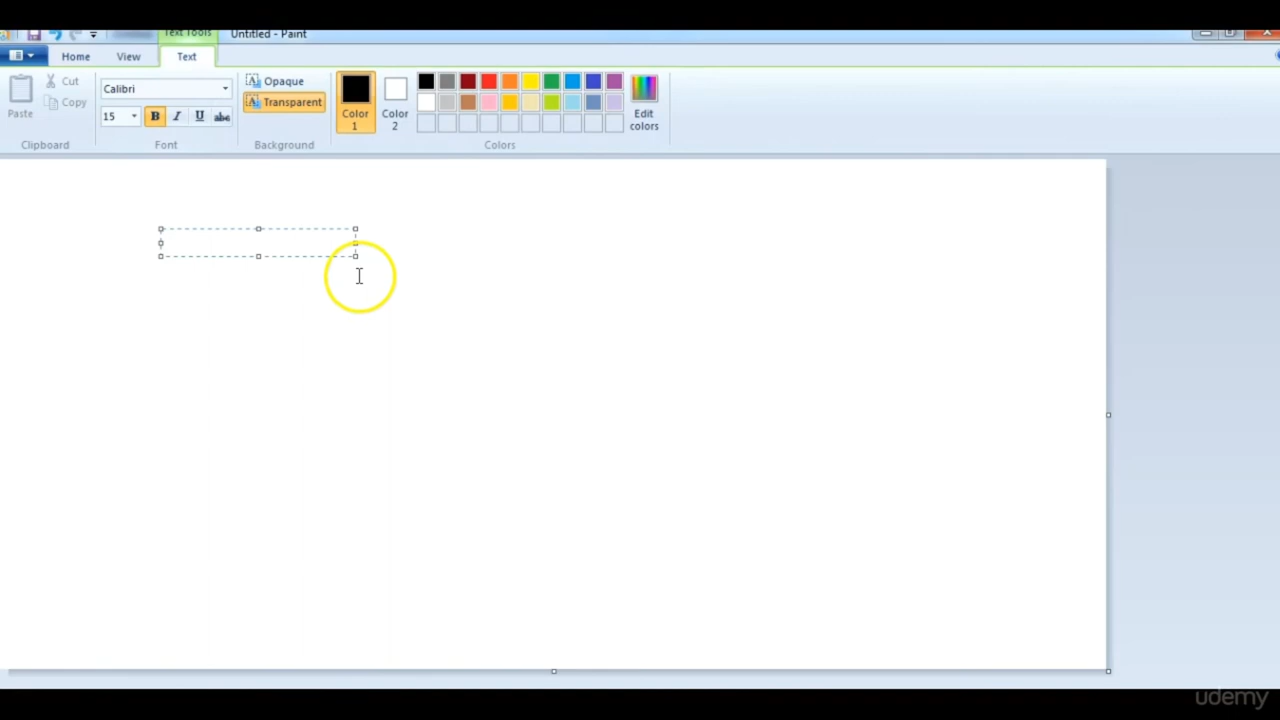 Text Tools
Untitled - Paint
Home
View
Text
Paste
Cut
Copy
Clipboard
Calibri
15
B
I
U
abc
Font
A Opaque
A Transparent
Background
Color
1
Color
2
Edit
colors
Colors
udemy